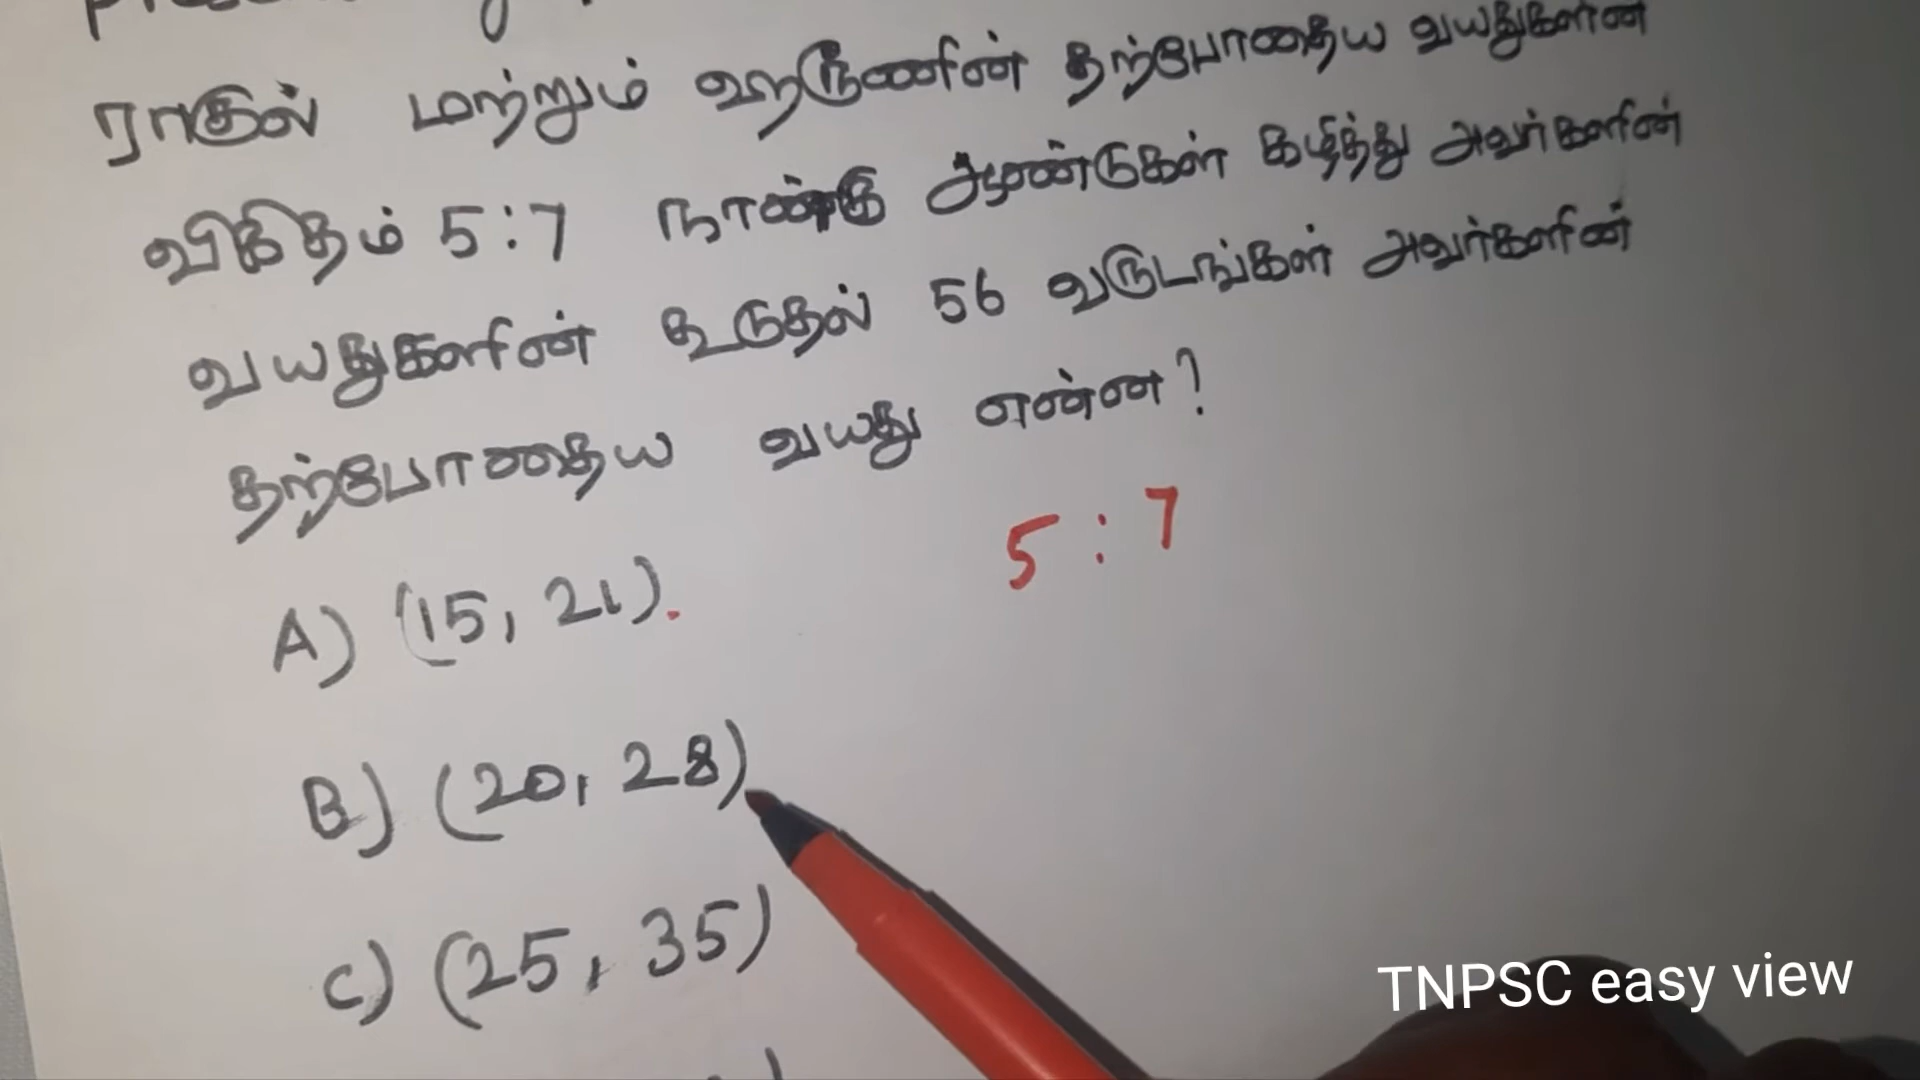 ராகுல் மற்றும் ஹரூணின் தற்போதைய வயதுகளின்
விகிதம் 5:7 நான்கு ஆண்டுகள் கழித்து அவர்களின்
வயதுகளின் கூடுதல் 56 வருடங்கள் அவர்களின்
தற்போதைய வயது என்ன?
5 : 7
A) (15, 21).
B) (20, 28)
C) (25, 35)
TNPSC easy view